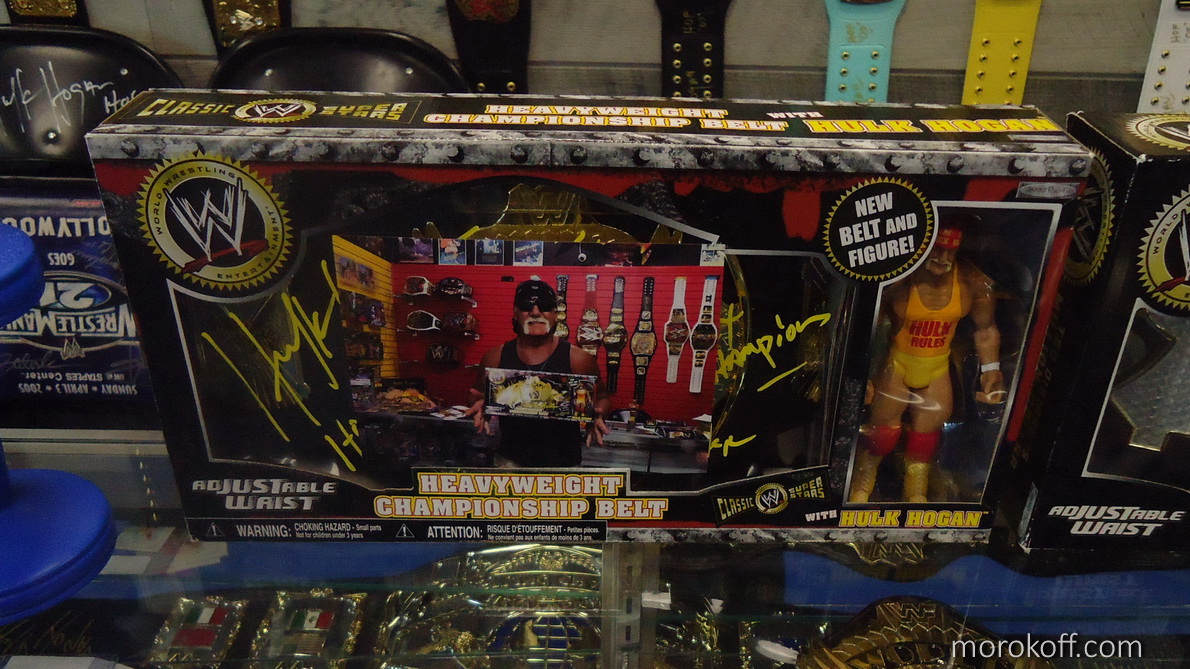 Hulk Hogan
CLASSIC W SUPER STARS
HEAVYWEIGHT
CHAMPIONSHIP BELT
WITH HULK HOGAN
WORLD WRESTLING
W
ENTERTAINMENT
NEW
BELT AND
FIGURE!
HULK
RULES
ADJUSTABLE
WAIST
HEAVYWEIGHT
CHAMPIONSHIP BELT
CLASSIC W SUPER STARS
WITH HULK HOGAN
WARNING: CHOKING HAZARD - Small parts
Not for children under 3 years
ATTENTION: RISQUE D'ÉTOUFFEMENT - Petites pièces.
Ne convient pas aux enfants de moins de 3 ans.
GOES
21
WRESTLEMANIA
SUNDAY • APRIL 2005
STAPLES Center
ADJUSTABLE
WAIST
morokoff.com